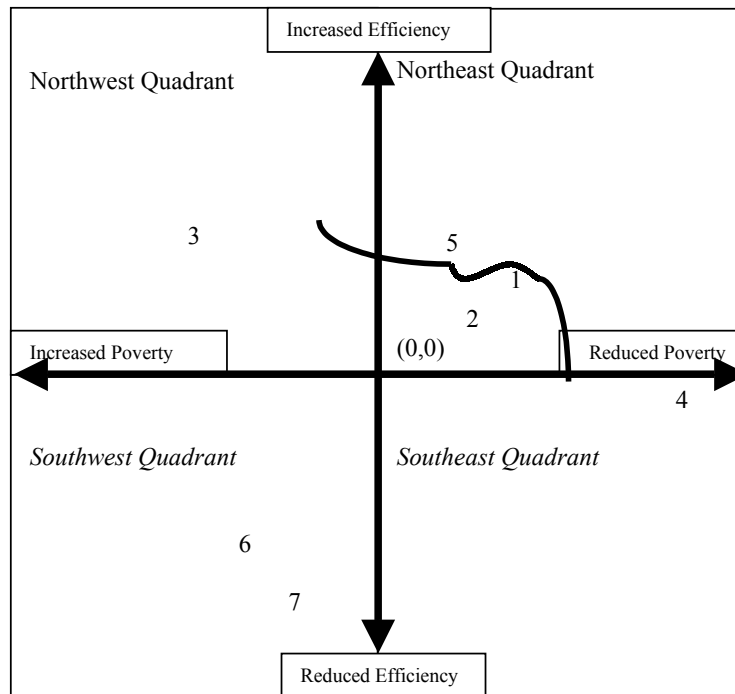 Increased Efficiency
Northwest Quadrant
Northeast Quadrant
3
5
1
2
(0,0)
Increased Poverty
Reduced Poverty
4
Southwest Quadrant
Southeast Quadrant
6
7
Reduced Efficiency